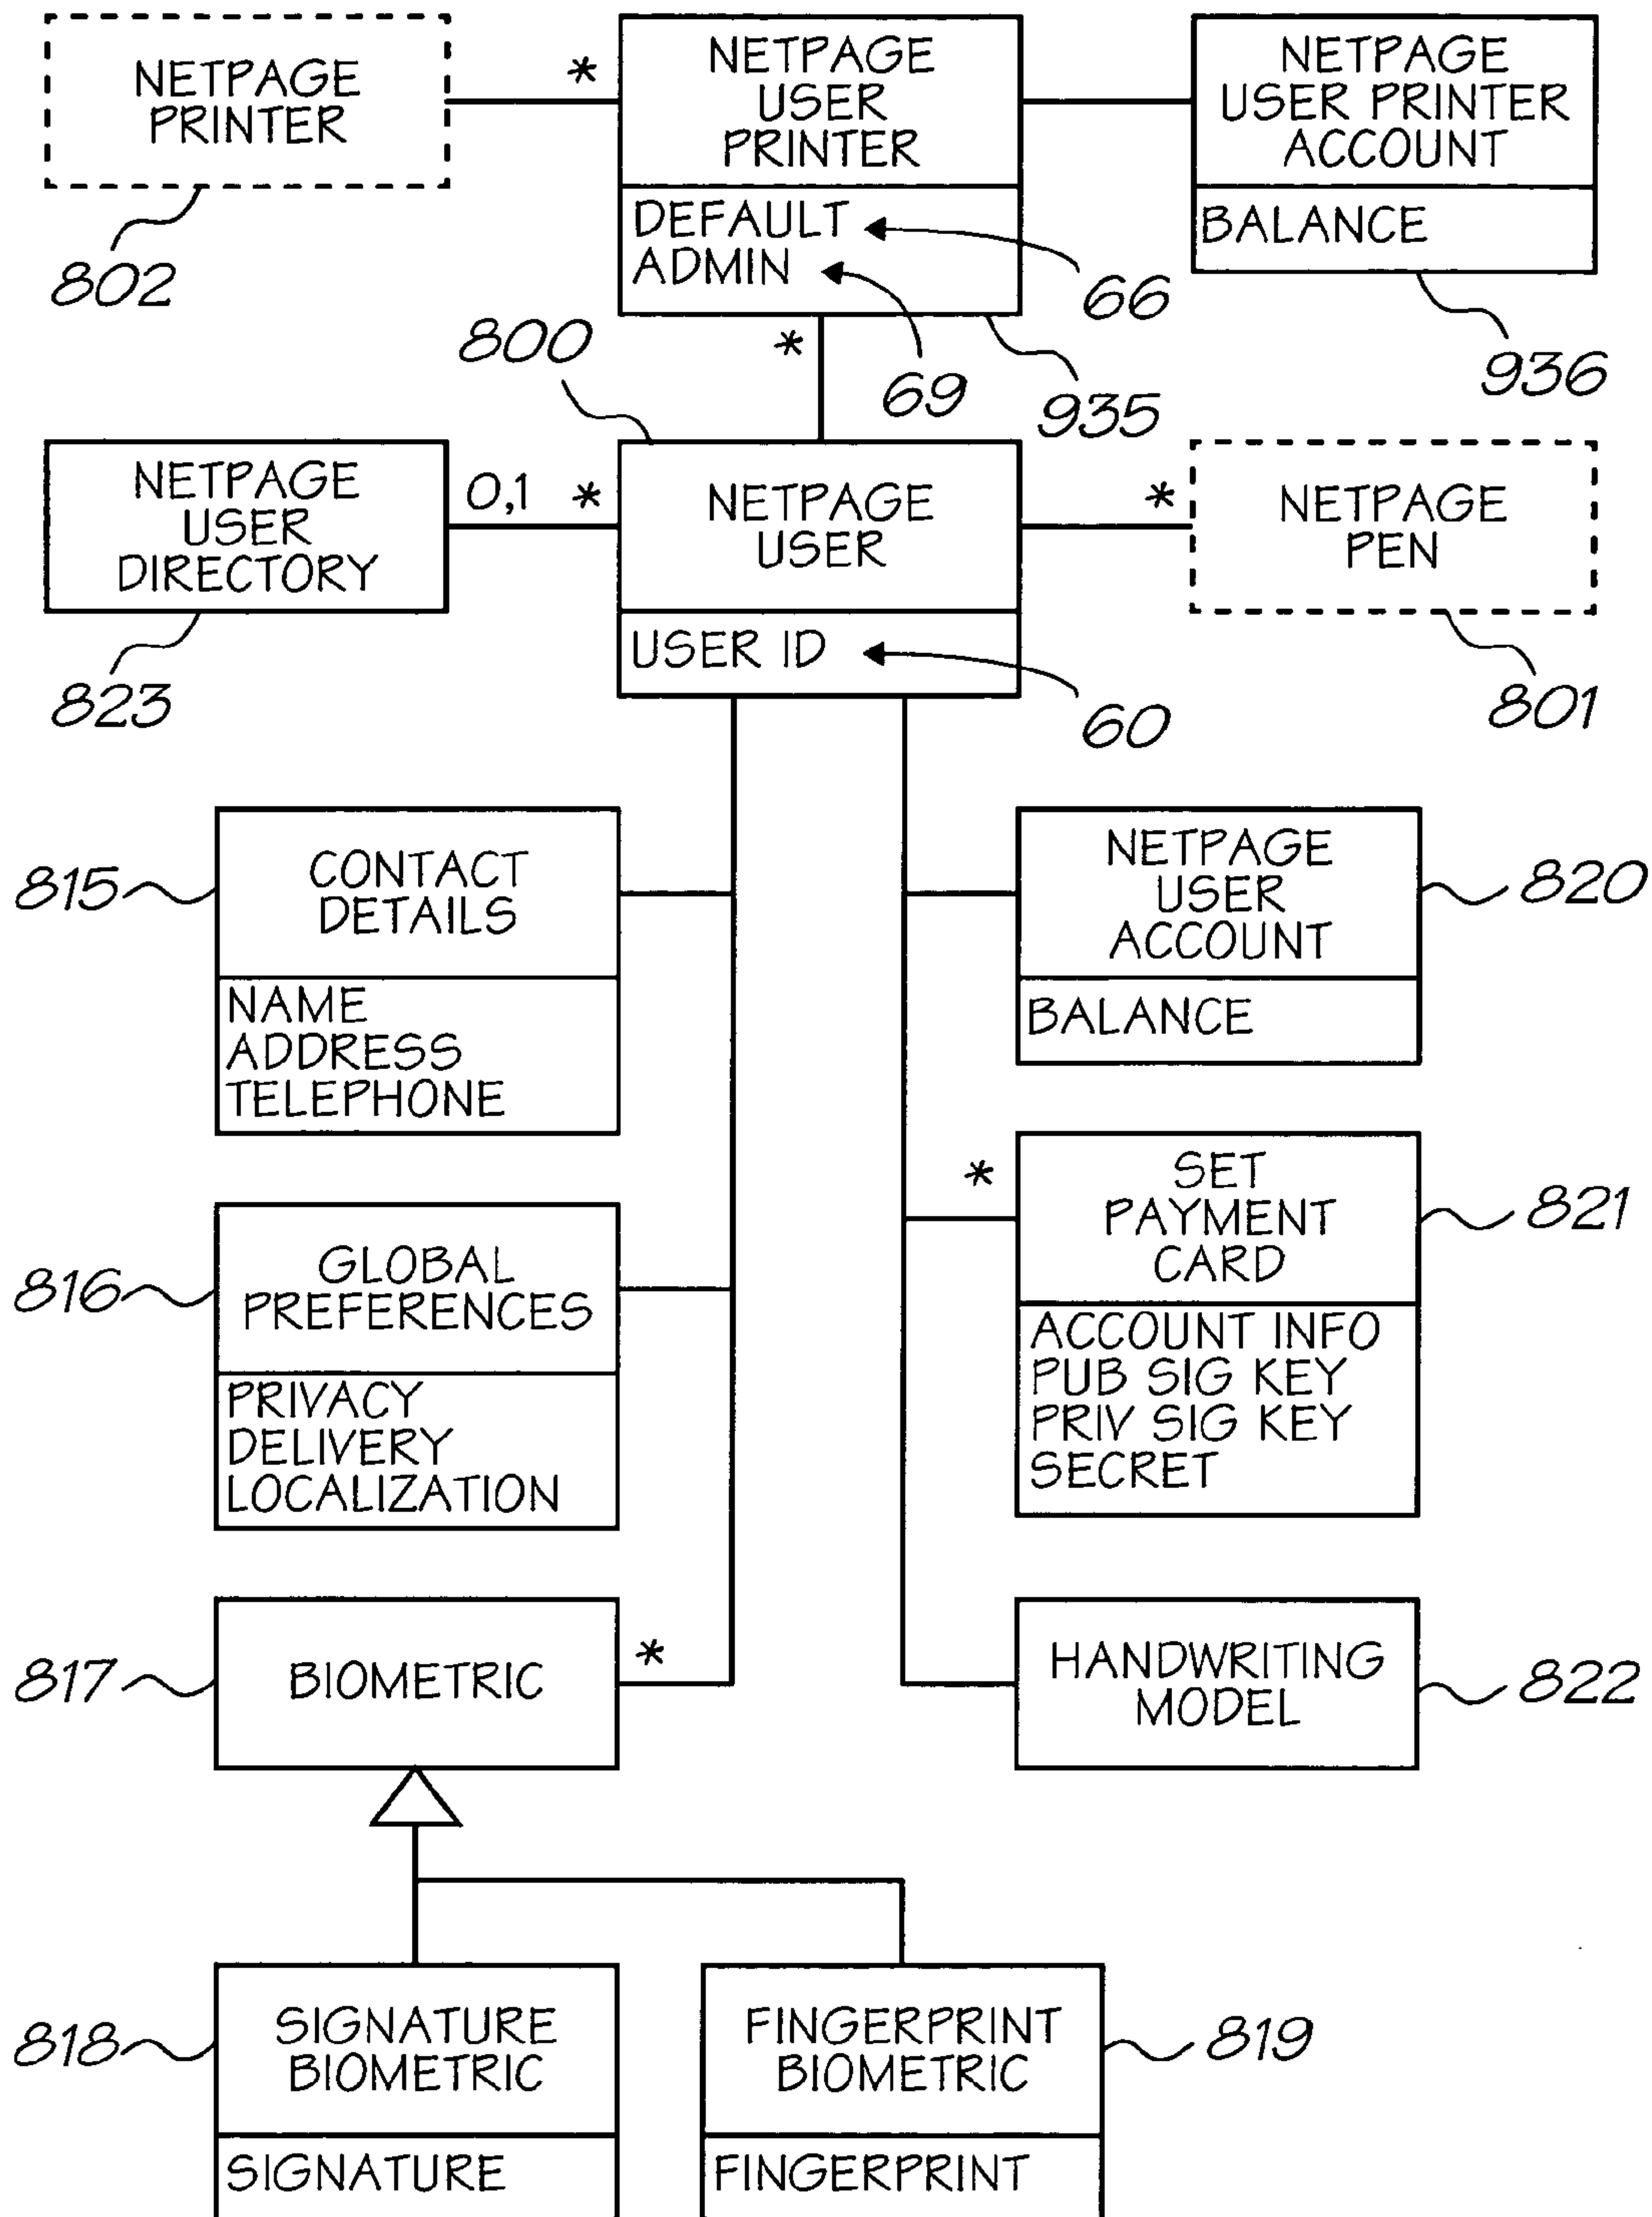 NETPAGE
PRINTER
802
*
NETPAGE
USER
PRINTER
DEFAULT
ADMIN
66
69
935
NETPAGE
USER PRINTER
ACCOUNT
BALANCE
936
*
800
NETPAGE
USER
DIRECTORY
823
0,1 *
NETPAGE
USER
USER ID
60
*
NETPAGE
PEN
801
815
CONTACT
DETAILS
NAME
ADDRESS
TELEPHONE
NETPAGE
USER
ACCOUNT
BALANCE
820
816
GLOBAL
PREFERENCES
PRIVACY
DELIVERY
LOCALIZATION
*
SET
PAYMENT
CARD
ACCOUNT INFO
PUB SIG KEY
PRIV SIG KEY
SECRET
821
817
BIOMETRIC
*
HANDWRITING
MODEL
822
818
SIGNATURE
BIOMETRIC
SIGNATURE
FINGERPRINT
BIOMETRIC
FINGERPRINT
819